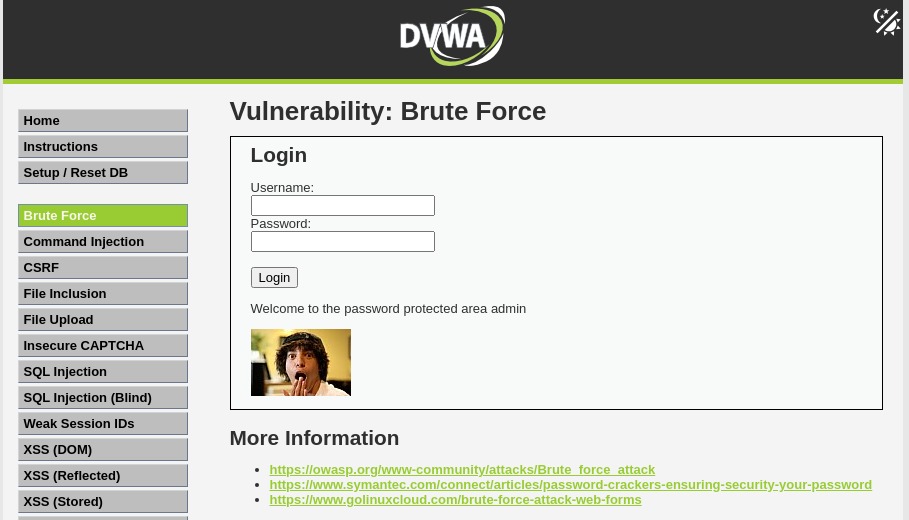 DVWA
Home
Instructions
Setup / Reset DB
Brute Force
Command Injection
CSRF
File Inclusion
File Upload
Insecure CAPTCHA
SQL Injection
SQL Injection (Blind)
Weak Session IDs
XSS (DOM)
XSS (Reflected)
XSS (Stored)
Vulnerability: Brute Force
Login
Username:
Password:
Login
Welcome to the password protected area admin
More Information
https://owasp.org/www-community/attacks/Brute_force_attack
https://www.symantec.com/connect/articles/password-crackers-ensuring-security-your-password
https://www.golinuxcloud.com/brute-force-attack-web-forms